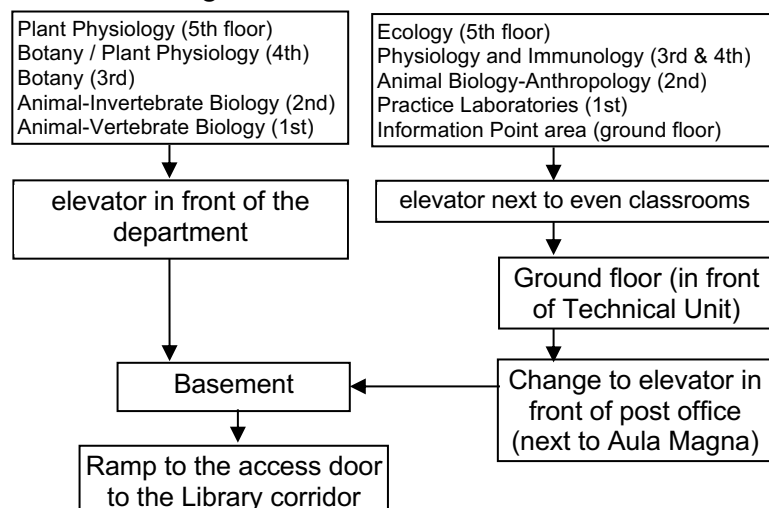 Plant Physiology (5th floor)
Botany / Plant Physiology (4th)
Botany (3rd)
Animal-Invertebrate Biology (2nd)
Animal-Vertebrate Biology (1st)
Ecology (5th floor)
Physiology and Immunology (3rd & 4th)
Animal Biology-Anthropology (2nd)
Practice Laboratories (1st)
Information Point area (ground floor)
elevator in front of the
department
elevator next to even classrooms
Ground floor (in front
of Technical Unit)
Basement
Change to elevator in
front of post office
(next to Aula Magna)
Ramp to the access door
to the Library corridor